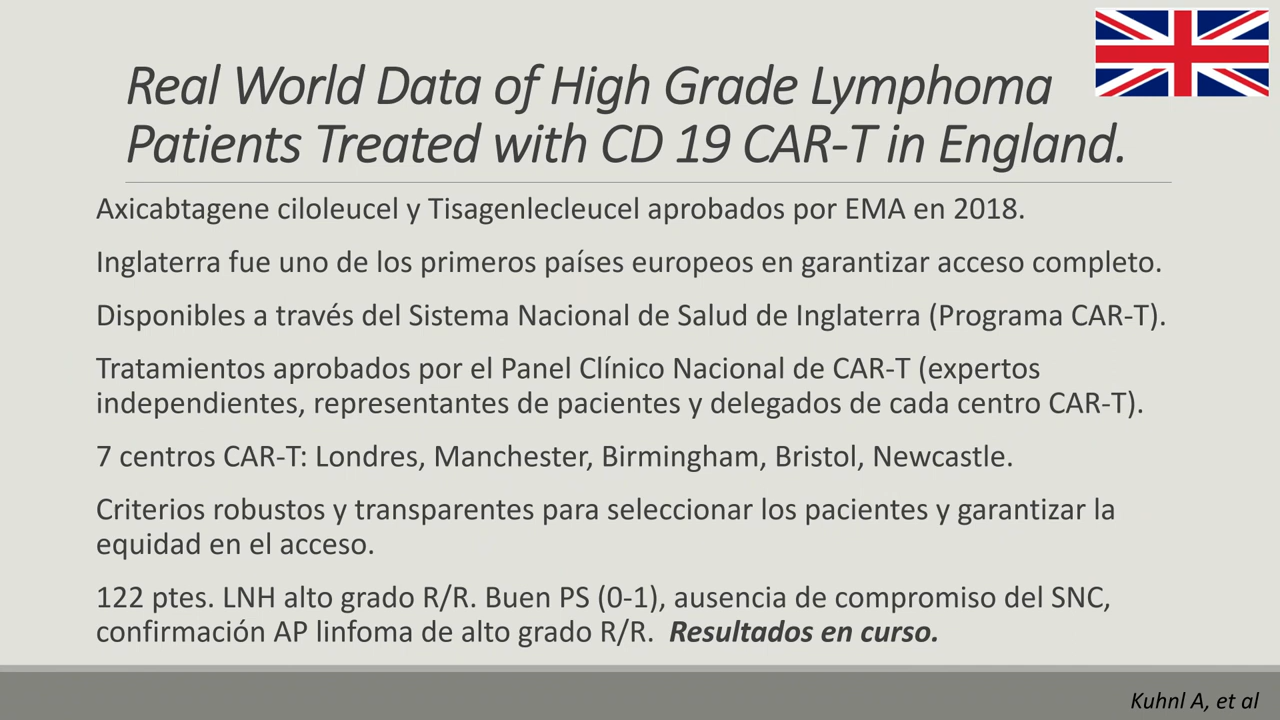 Real World Data of High Grade Lymphoma
Patients Treated with CD 19 CAR-T in England.
Axicabtagene ciloleucel y Tisagenlecleucel aprobados por EMA en 2018.
Inglaterra fue uno de los primeros países europeos en garantizar acceso completo.
Disponibles a través del Sistema Nacional de Salud de Inglaterra (Programa CAR-T).
Tratamientos aprobados por el Panel Clínico Nacional de CAR-T (expertos
independientes, representantes de pacientes y delegados de cada centro CAR-T).
7 centros CAR-T: Londres, Manchester, Birmingham, Bristol, Newcastle.
Criterios robustos y transparentes para seleccionar los pacientes y garantizar la
equidad en el acceso.
122 ptes. LNH alto grado R/R. Buen PS (0-1), ausencia de compromiso del SNC,
confirmación AP linfoma de alto grado R/R. Resultados en curso.
Kuhnl A, et al